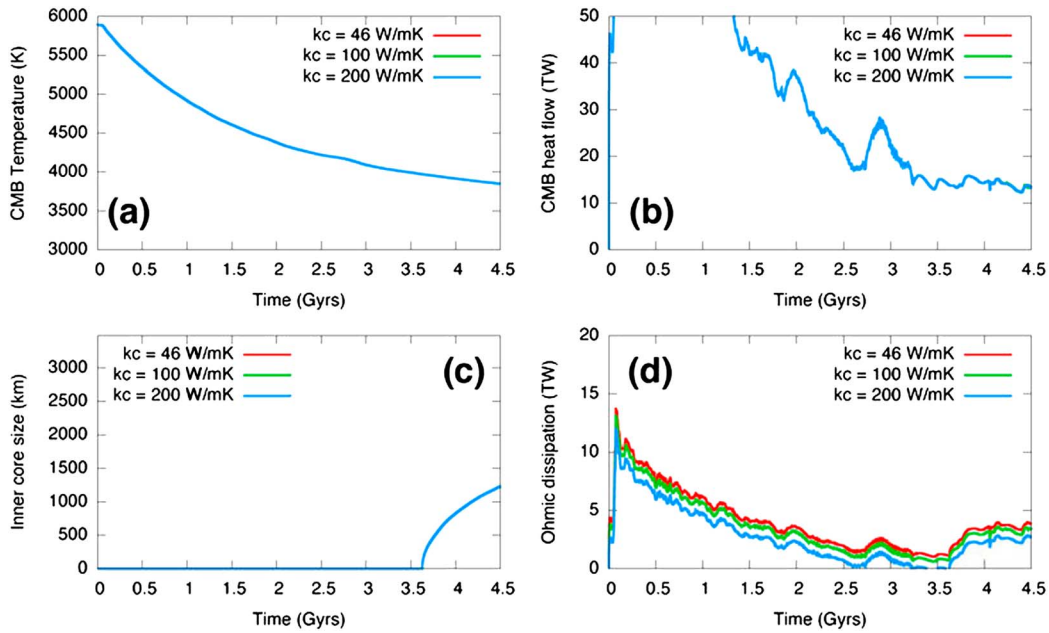 6000
5500
5000
4500
4000
3500
3000
CMB Temperature (K)
kc = 46 W/mK
kc = 100 W/mK
kc = 200 W/mK
(a)
0 0.5 1 1.5 2 2.5 3 3.5 4 4.5
Time (Gyrs)
50
40
30
20
10
0
CMB heat flow (TW)
kc = 46 W/mK
kc = 100 W/mK
kc = 200 W/mK
(b)
0 0.5 1 1.5 2 2.5 3 3.5 4 4.5
Time (Gyrs)
3000
2500
2000
1500
1000
500
0
Inner core size (km)
kc = 46 W/mK
kc = 100 W/mK
kc = 200 W/mK
(c)
0 0.5 1 1.5 2 2.5 3 3.5 4 4.5
Time (Gyrs)
20
15
10
5
0
Ohmic dissipation (TW)
kc = 46 W/mK
kc = 100 W/mK
kc = 200 W/mK
(d)
0 0.5 1 1.5 2 2.5 3 3.5 4 4.5
Time (Gyrs)